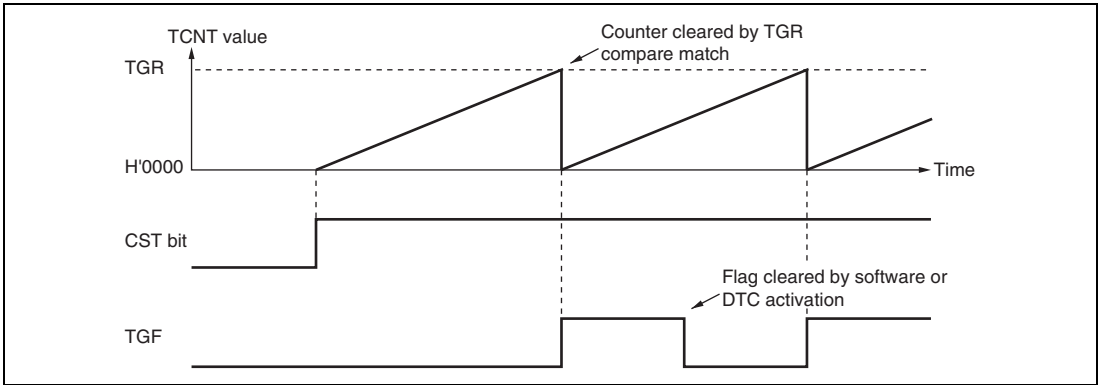 TCNT value
Counter cleared by TGR
compare match
TGR
H'0000
Time
CST bit
Flag cleared by software or
DTC activation
TGF